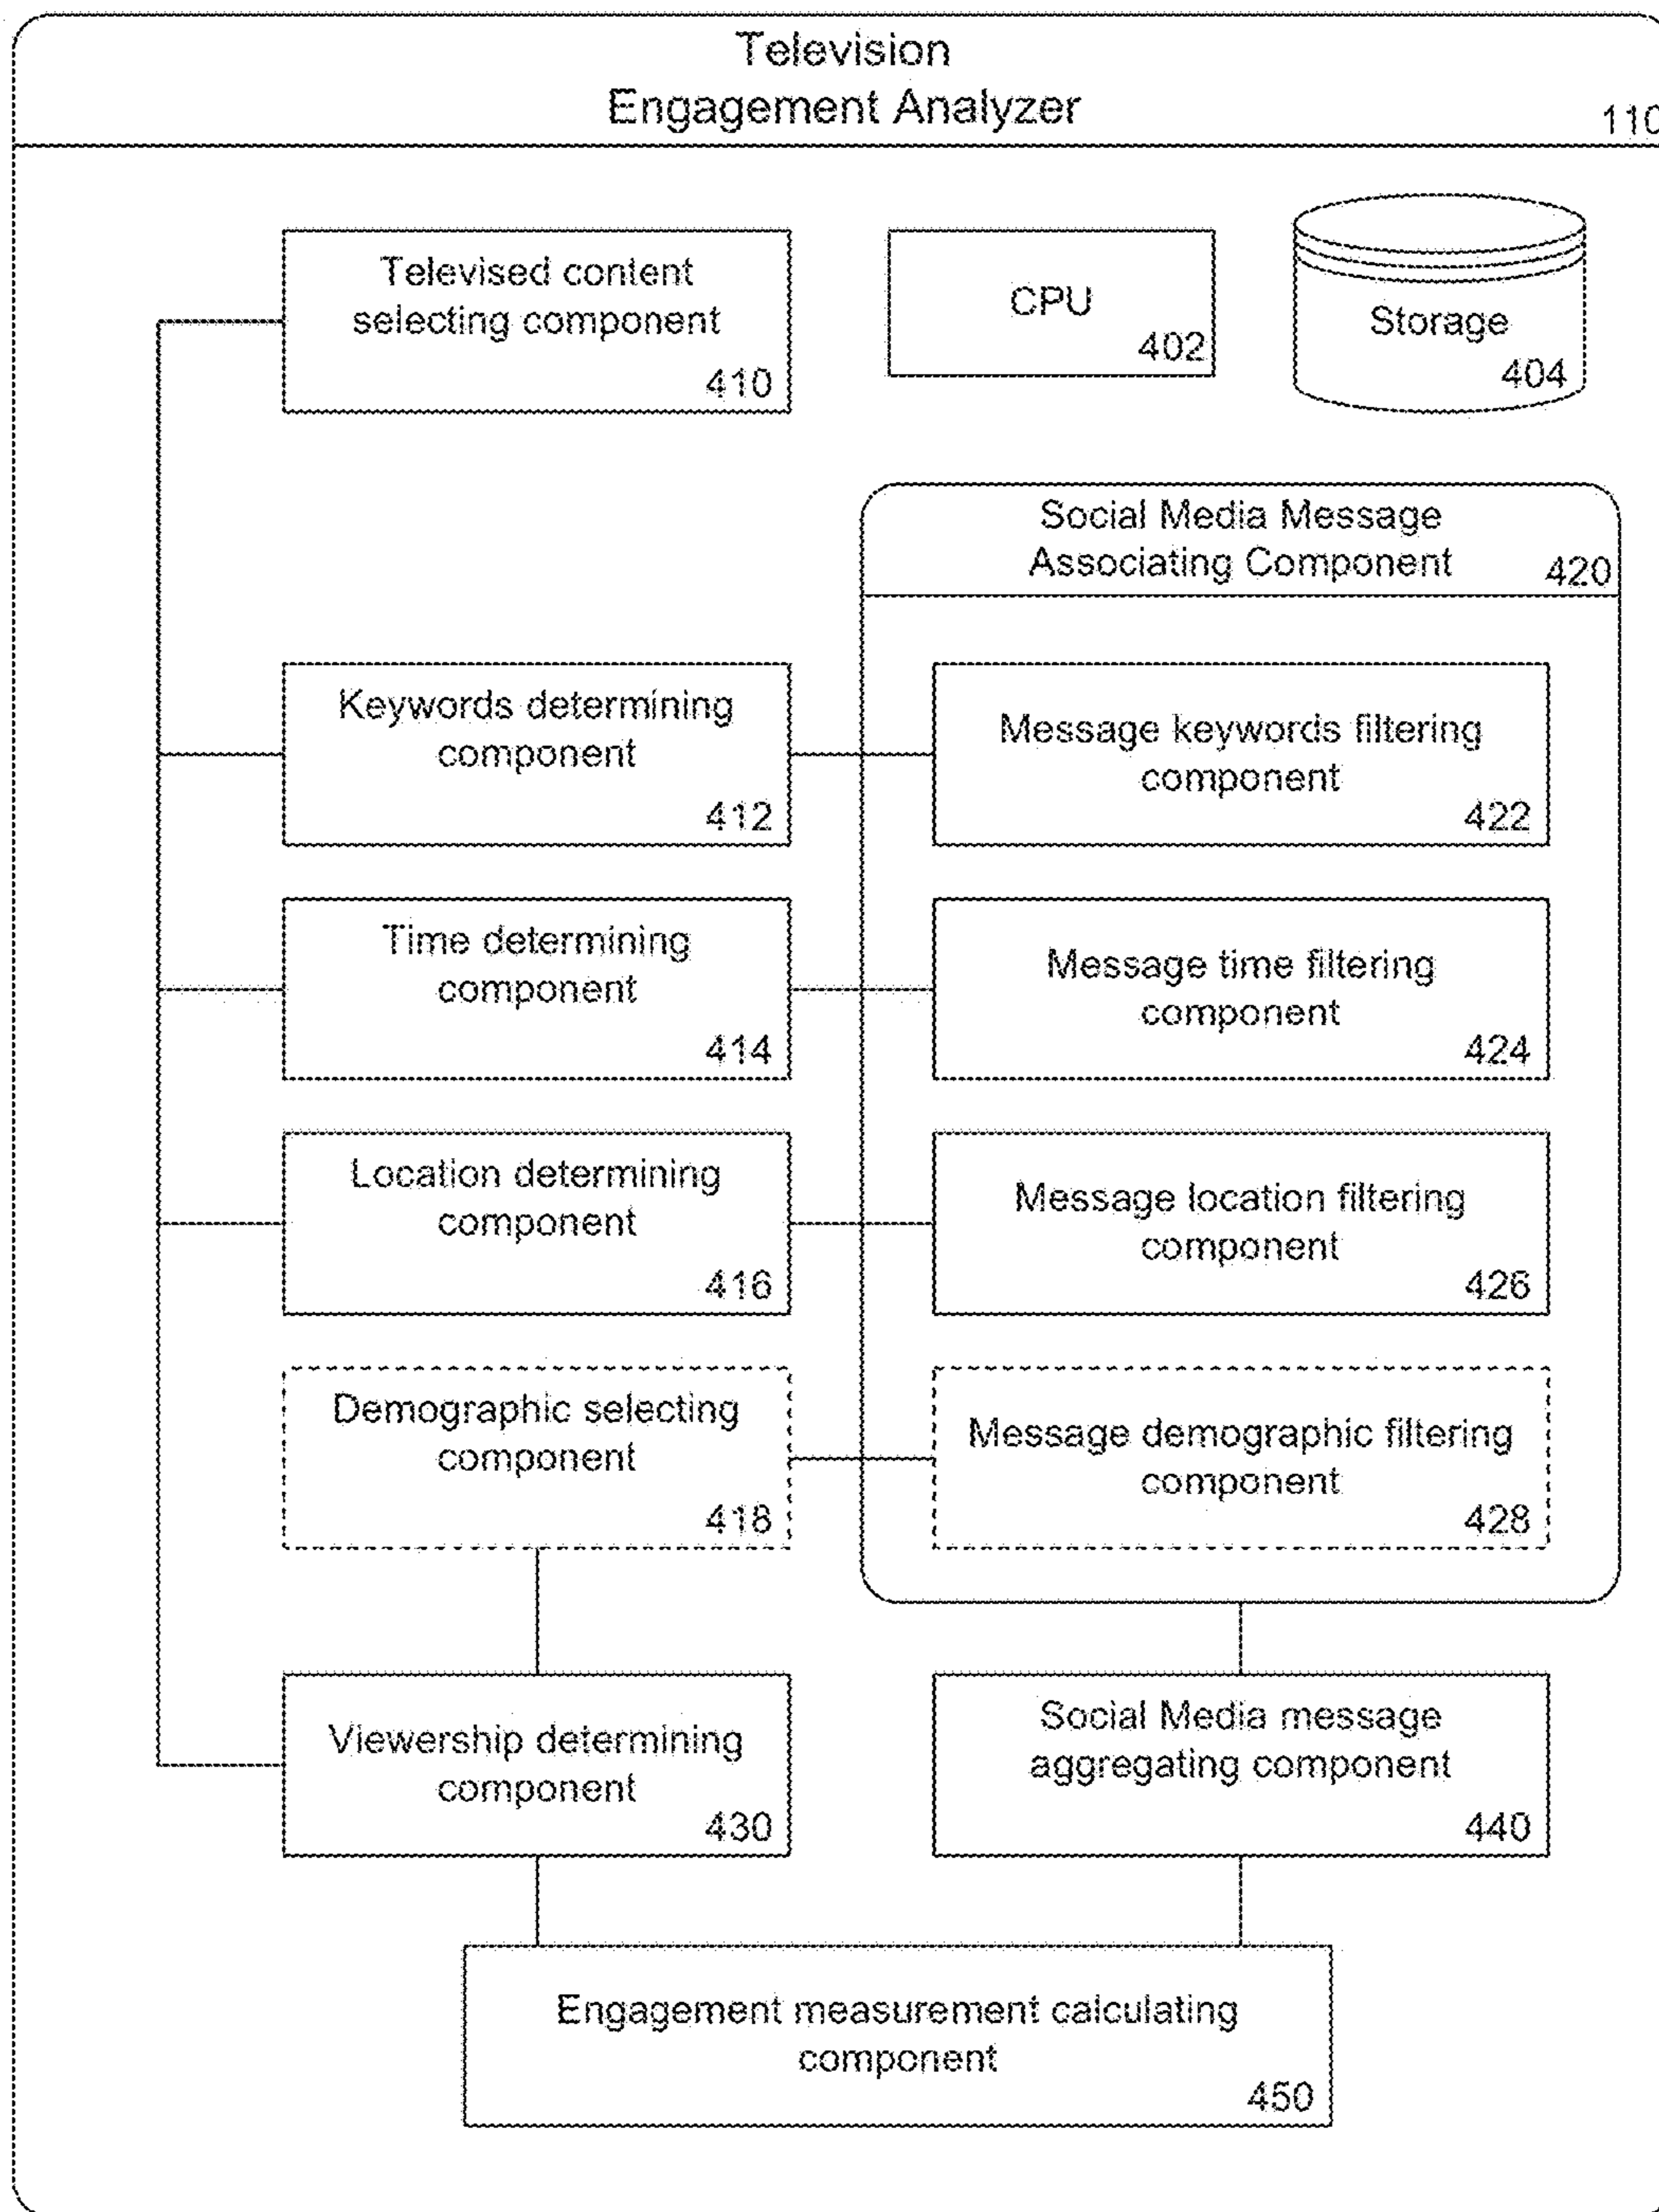 Television
Engagement Analyzer
110
Televised content
selecting component
410
CPU
402
Storage
404
Social Media Message
Associating Component
420
Keywords determining
component
412
Message keywords filtering
component
422
Time determining
component
414
Message time filtering
component
424
Location determining
component
416
Message location filtering
component
426
Demographic selecting
component
418
Message demographic filtering
component
428
Viewership determining
component
430
Social Media message
aggregating component
440
Engagement measurement calculating
component
450